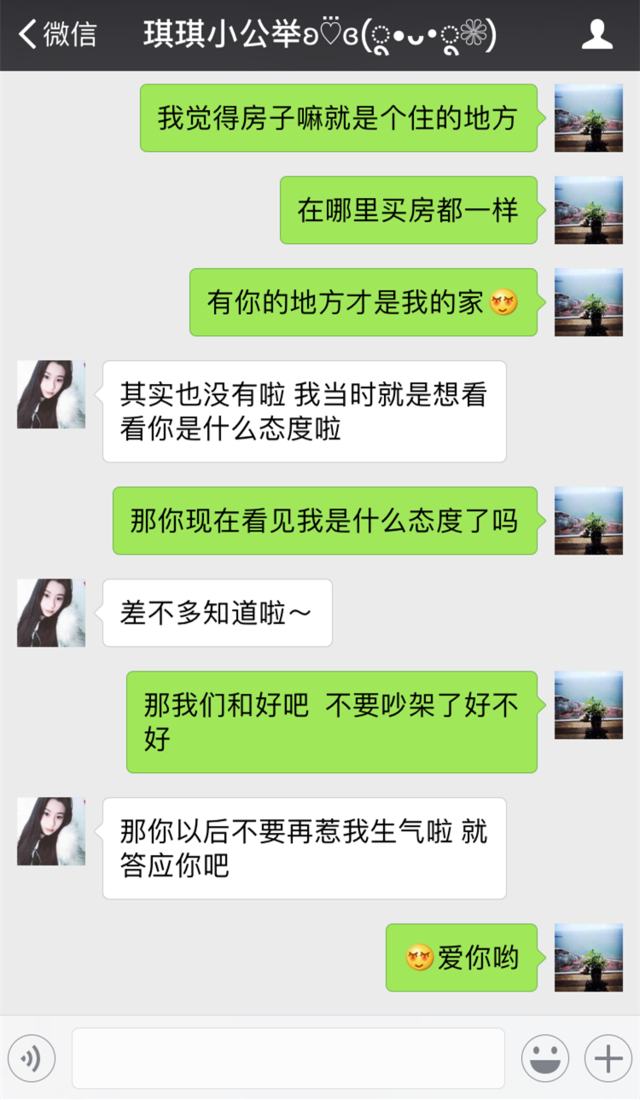 微信
琪琪小公举ʚ♡̈ɞ(ृ•ᴗ•ृ❁)
我觉得房子嘛就是个住的地方
在哪里买房都一样
有你的地方才是我的家😍
其实也没有啦 我当时就是想看
看你是什么态度啦
那你现在看见我是什么态度了吗
差不多知道啦～
那我们和好吧 不要吵架了好不
好
那你以后不要再惹我生气啦 就
答应你吧
😍爱你哟